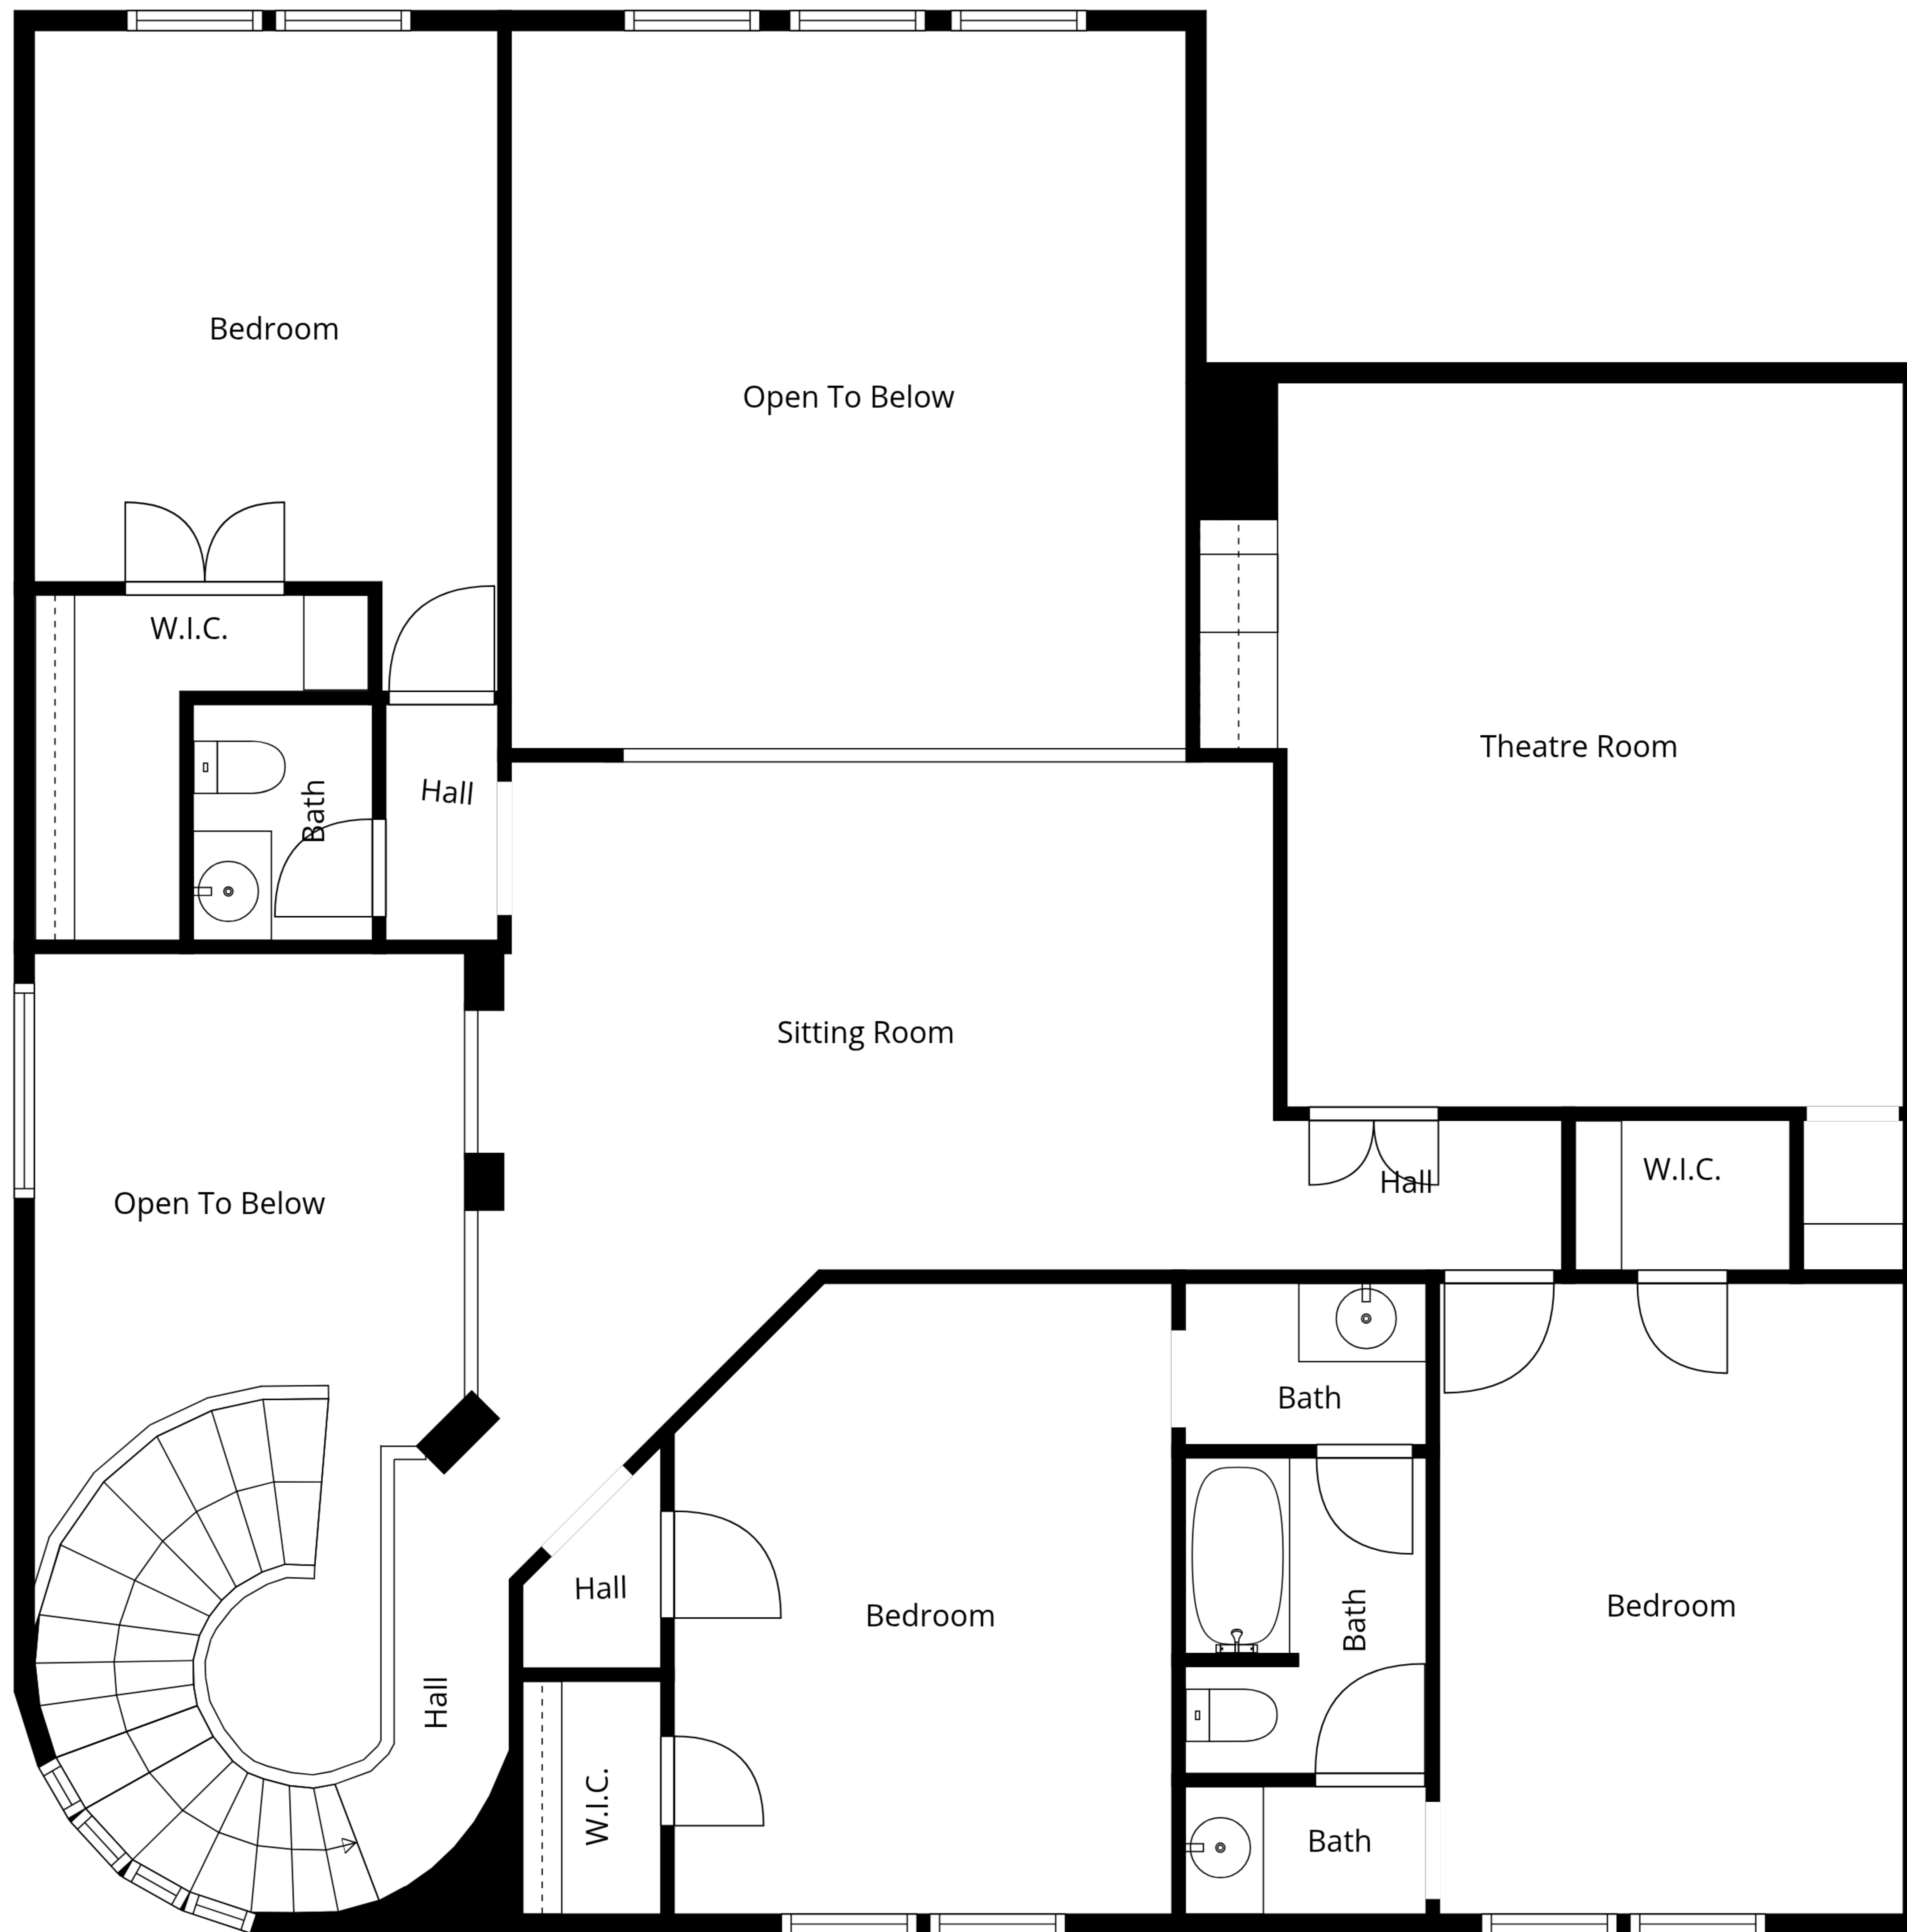 Bedroom
Open To Below
W.I.C.
Theatre Room
Hall
Bath
Sitting Room
W.I.C.
Hall
Open To Below
Bath
Hall
Bedroom
Bedroom
Bath
Hall
W.I.C.
Bath